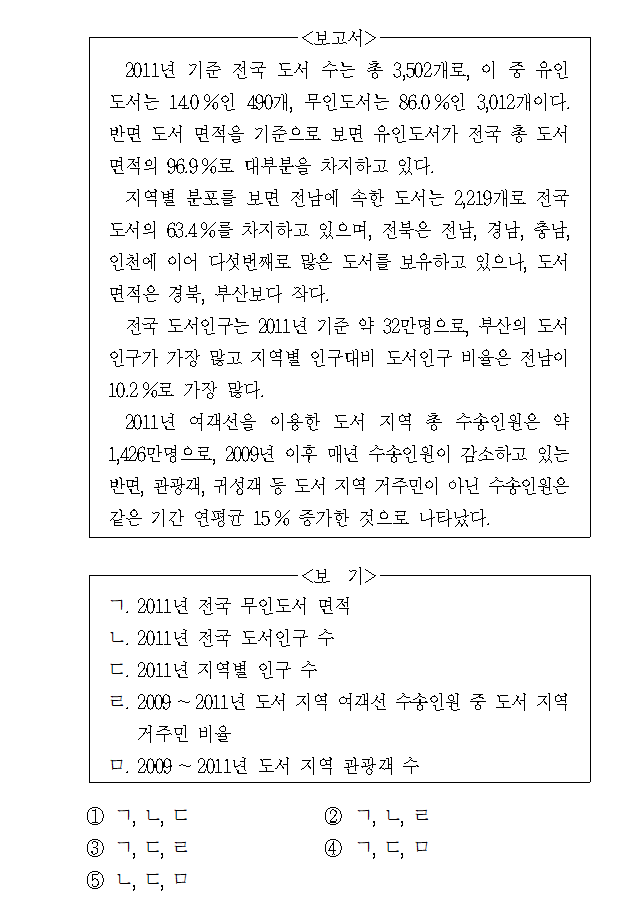 <보고서>
2011년 기준 전국 도서 수는 총 3,502개로, 이 중 유인
도서는 14.0%인 490개, 무인도서는 86.0%인 3,012개이다.
반면 도서 면적을 기준으로 보면 유인도서가 전국 총 도서
면적의 96.9%로 대부분을 차지하고 있다.
지역별 분포를 보면 전남에 속한 도서는 2,219개로 전국
도서의 63.4%를 차지하고 있으며, 전북은 전남, 경남, 충남,
인천에 이어 다섯번째로 많은 도서를 보유하고 있으나, 도서
면적은 경북, 부산보다 작다.
전국 도서인구는 2011년 기준 약 32만명으로, 부산의 도서
인구가 가장 많고 지역별 인구대비 도서인구 비율은 전남이
10.2%로 가장 많다.
2011년 여객선을 이용한 도서 지역 총 수송인원은 약
1,426만명으로, 2009년 이후 매년 수송인원이 감소하고 있는
반면, 관광객, 귀성객 등 도서 지역 거주민이 아닌 수송인원은
같은 기간 연평균 15% 증가한 것으로 나타났다.
<보 기>
ㄱ. 2011년 전국 무인도서 면적
ㄴ. 2011년 전국 도서인구 수
ㄷ. 2011년 지역별 인구 수
ㄹ. 2009~2011년 도서 지역 여객선 수송인원 중 도서 지역
거주민 비율
ㅁ. 2009~2011년 도서 지역 관광객 수
① ㄱ, ㄴ, ㄷ ② ㄱ, ㄴ, ㄹ
③ ㄱ, ㄷ, ㄹ ④ ㄱ, ㄷ, ㅁ
⑤ ㄴ, ㄷ, ㅁ